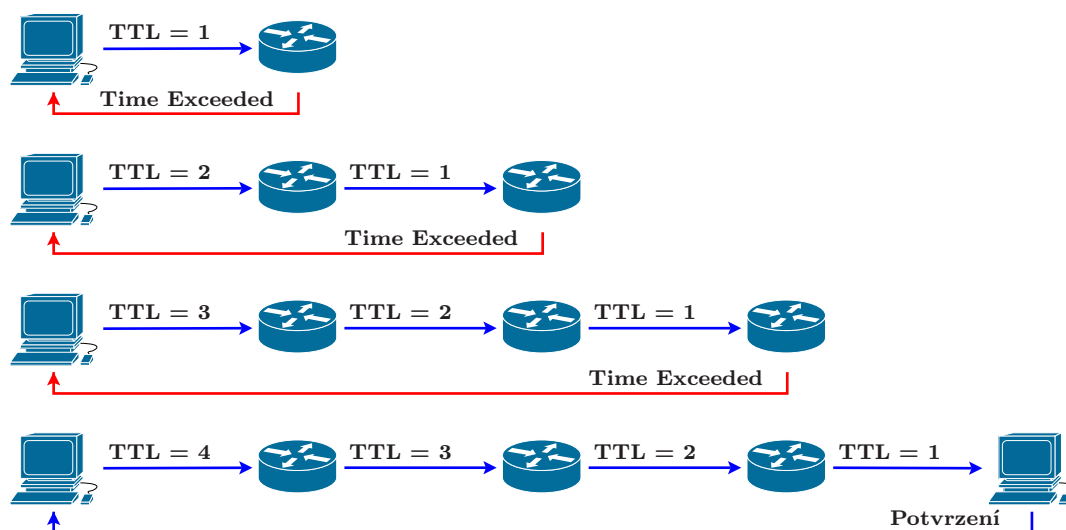 TTL = 1
Time Exceeded
TTL = 2 TTL = 1
Time Exceeded
TTL = 3 TTL = 2 TTL = 1
Time Exceeded
TTL = 4 TTL = 3 TTL = 2 TTL = 1
Potvrzení